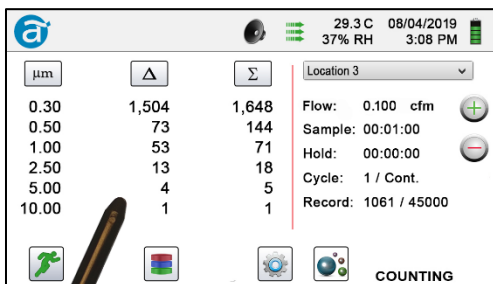 a
29.3 C 08/04/2019
37% RH 3:08 PM
µm Δ Σ
0.30 1,504 1,648
0.50 73 144
1.00 53 71
2.50 13 18
5.00 4 5
10.00 1 1
Location 3
Flow: 0.100 cfm
Sample: 00:01:00
Hold: 00:00:00
Cycle: 1 / Cont.
Record: 1061 / 45000
COUNTING